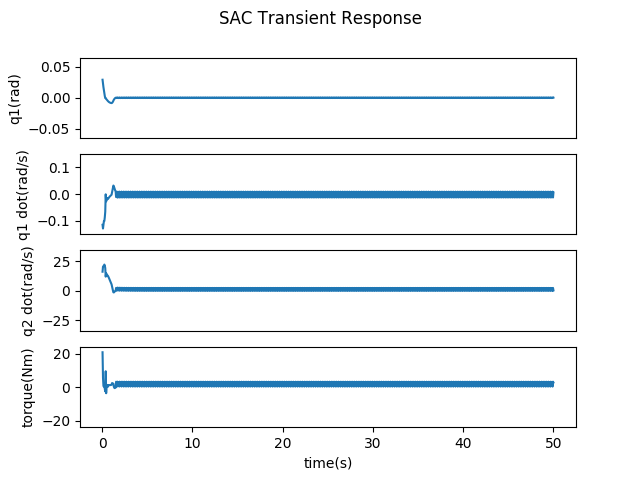 SAC Transient Response
q1(rad)
0.05
0.00
−0.05
q1 dot(rad/s)
0.1
0.0
−0.1
q2 dot(rad/s)
25
0
−25
torque(Nm)
20
0
−20
0 10 20 30 40 50
time(s)